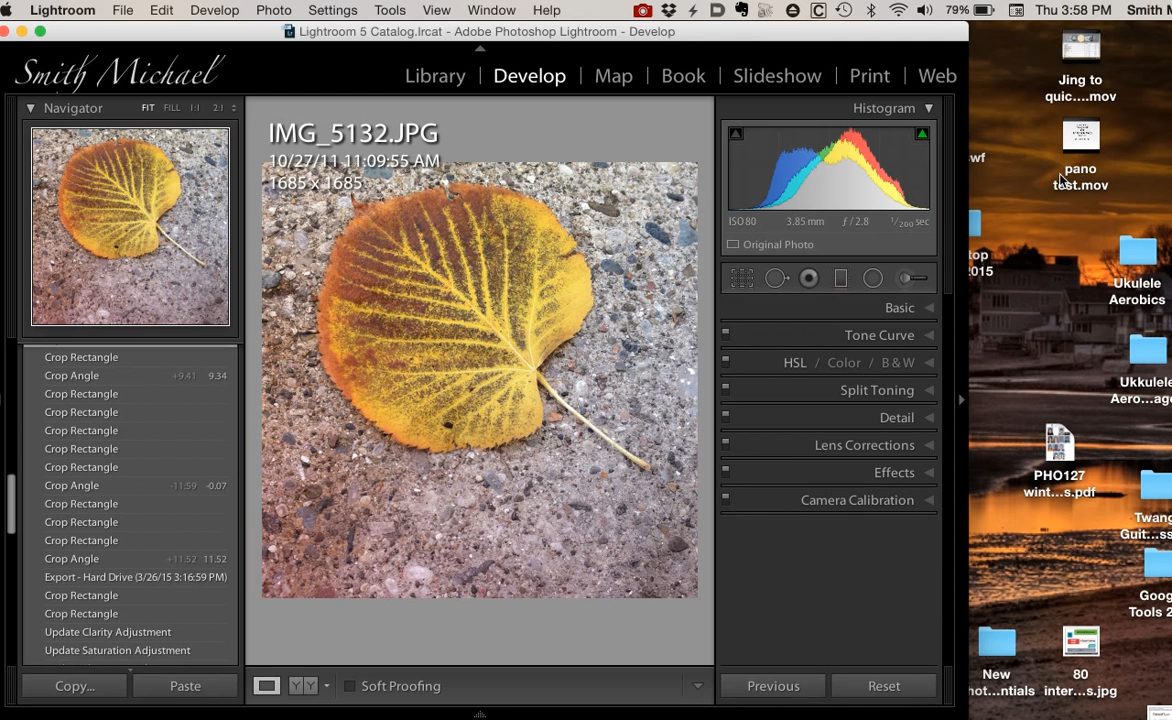 Lightroom File Edit Develop Photo Settings Tools View Window Help 79% Thu 3:58 PM Smith M
Lightroom 5 Catalog.lrcat - Adobe Photoshop Lightroom - Develop
Smith Michael
Library Develop Map Book Slideshow Print Web
Navigator FIT FILL 1:1 2:1
Crop Rectangle
Crop Angle +9.41 9.34
Crop Rectangle
Crop Rectangle
Crop Rectangle
Crop Rectangle
Crop Rectangle
Crop Angle -11.59 -0.07
Crop Rectangle
Crop Rectangle
Crop Rectangle
Crop Angle +11.52 11.52
Export - Hard Drive (3/26/15 3:16:59 PM)
Crop Rectangle
Crop Rectangle
Update Clarity Adjustment
Update Saturation Adjustment
Copy... Paste
IMG_5132.JPG
10/27/11 11:09:55 AM
1685 x 1685
Soft Proofing
Histogram
ISO 80 3.85 mm f / 2.8 1/200 sec
Original Photo
Basic
Tone Curve
HSL / Color / B & W
Split Toning
Detail
Lens Corrections
Effects
Camera Calibration
Previous Reset
Jing to
quic....mov
pano
test.mov
wf
top
2015
Ukulele
Aerobics
Ukkulele
Aero...age
PHO127
wint...s.pdf
Twang
Guit...ss
Goog
Tools 2
New
hot...ntials
80
inter...s.jpg